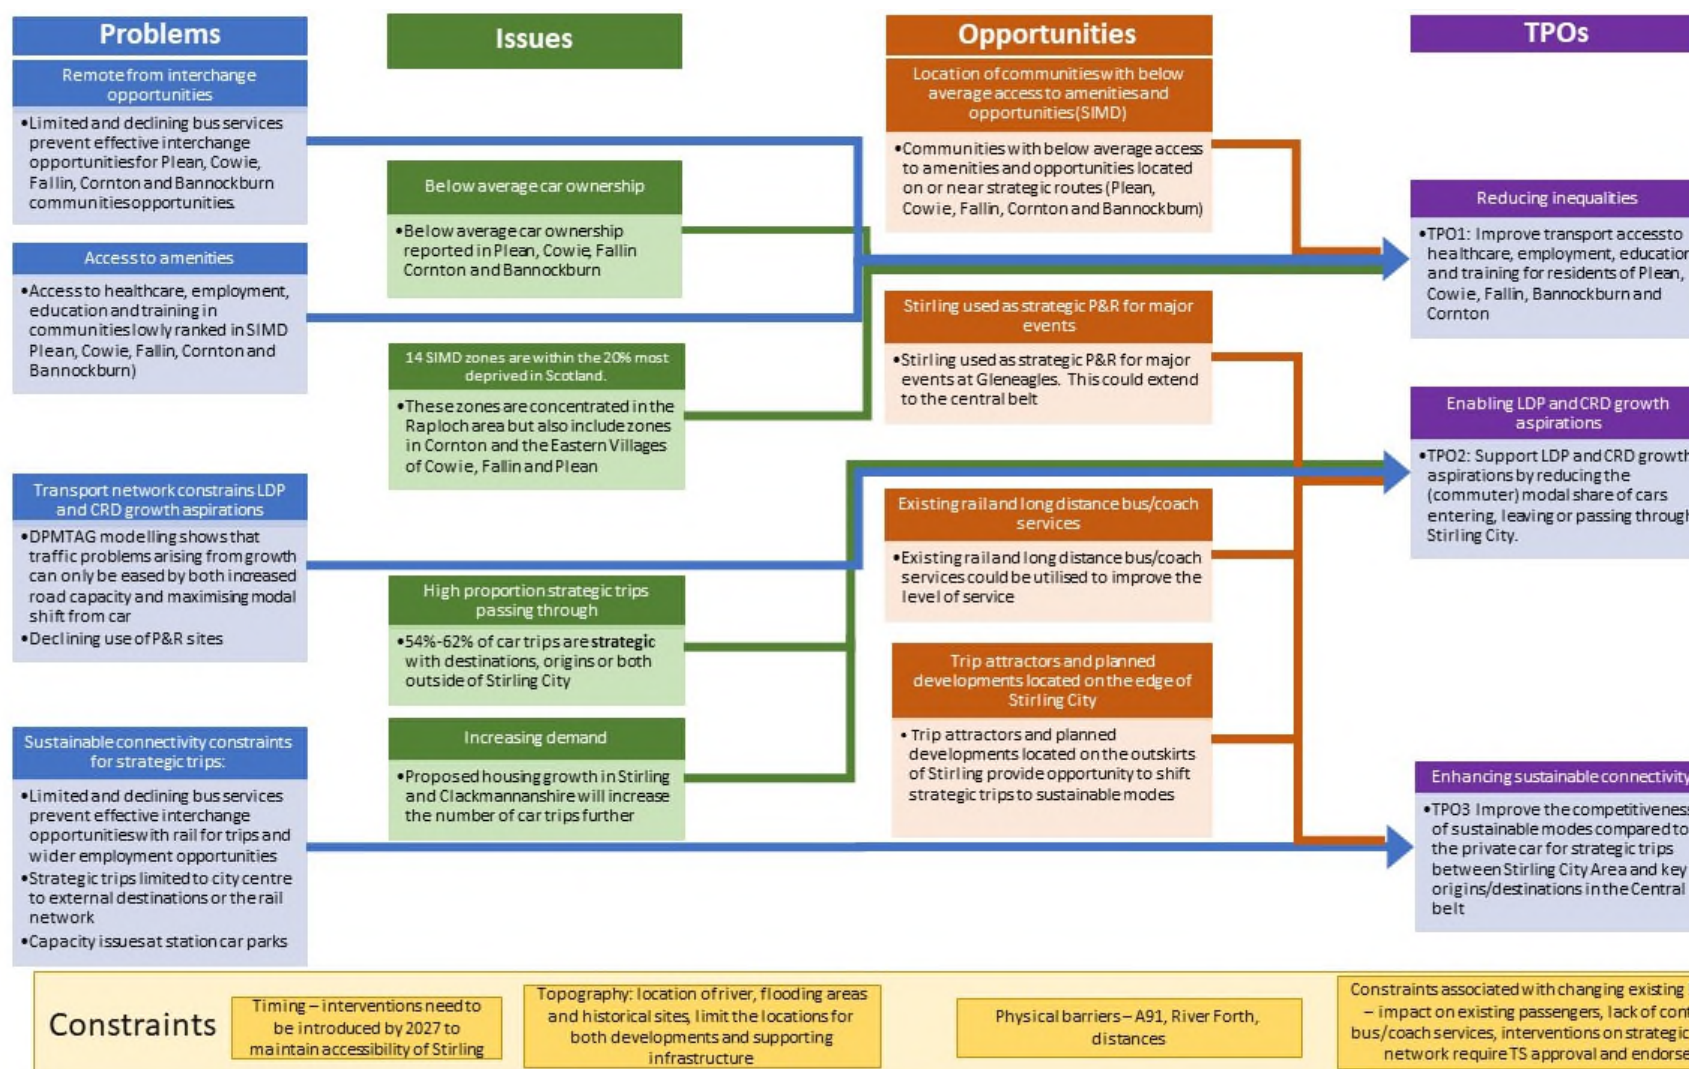 Problems
Remote from interchange
opportunities
•Limited and declining bus services
prevent effective interchange
opportunities for Plean, Cowie,
Fallin, Cornton and Bannockburn
communities opportunities.
Access to amenities
•Access to healthcare, employment,
education and training in
communities lowly ranked in SIMD
Plean, Cowie, Fallin, Cornton and
Bannockburn)
Transport network constrains LDP
and CRD growth aspirations
•DPMTAG modelling shows that
traffic problems arising from growth
can only be eased by both increased
road capacity and maximising modal
shift from car
•Declining use of P&R sites
Sustainable connectivity constraints
for strategic trips:
•Limited and declining bus services
prevent effective interchange
opportunities with rail for trips and
wider employment opportunities
•Strategic trips limited to city centre
to external destinations or the rail
network
•Capacity issues at station car parks
Issues
Below average car ownership
•Below average car ownership
reported in Plean, Cowie, Fallin
Cornton and Bannockburn
14 SIMD zones are within the 20% most
deprived in Scotland.
•These zones are concentrated in the
Raploch area but also include zones
in Cornton and the Eastern Villages
of Cowie, Fallin and Plean
High proportion strategic trips
passing through
•54%-62% of car trips are strategic
with destinations, origins or both
outside of Stirling City
Increasing demand
•Proposed housing growth in Stirling
and Clackmannanshire will increase
the number of car trips further
Opportunities
Location of communities with below
average access to amenities and
opportunities (SIMD)
•Communities with below average access
to amenities and opportunities located
on or near strategic routes (Plean,
Cowie, Fallin, Cornton and Bannockburn)
Stirling used as strategic P&R for major
events
•Stirling used as strategic P&R for major
events at Gleneagles. This could extend
to the central belt
Existing rail and long distance bus/coach
services
•Existing rail and long distance bus/coach
services could be utilised to improve the
level of service
Trip attractors and planned
developments located on the edge of
Stirling City
• Trip attractors and planned
developments located on the outskirts
of Stirling provide opportunity to shift
strategic trips to sustainable modes
TPOs
Reducing inequalities
•TPO1: Improve transport access to
healthcare, employment, education
and training for residents of Plean,
Cowie, Fallin, Bannockburn and
Cornton
Enabling LDP and CRD growth
aspirations
•TPO2: Support LDP and CRD growth
aspirations by reducing the
(commuter) modal share of cars
entering, leaving or passing through
Stirling City.
Enhancing sustainable connectivity
•TPO3 Improve the competitiveness
of sustainable modes compared to
the private car for strategic trips
between Stirling City Area and key
origins/destinations in the Central
belt
Constraints
Timing – interventions need to
be introduced by 2027 to
maintain accessibility of Stirling
Topography: location of river, flooding areas
and historical sites, limit the locations for
both developments and supporting
infrastructure
Physical barriers – A91, River Forth,
distances
Constraints associated with changing existing
– impact on existing passengers, lack of
bus/coach services, interventions on strategic
network require TS approval and